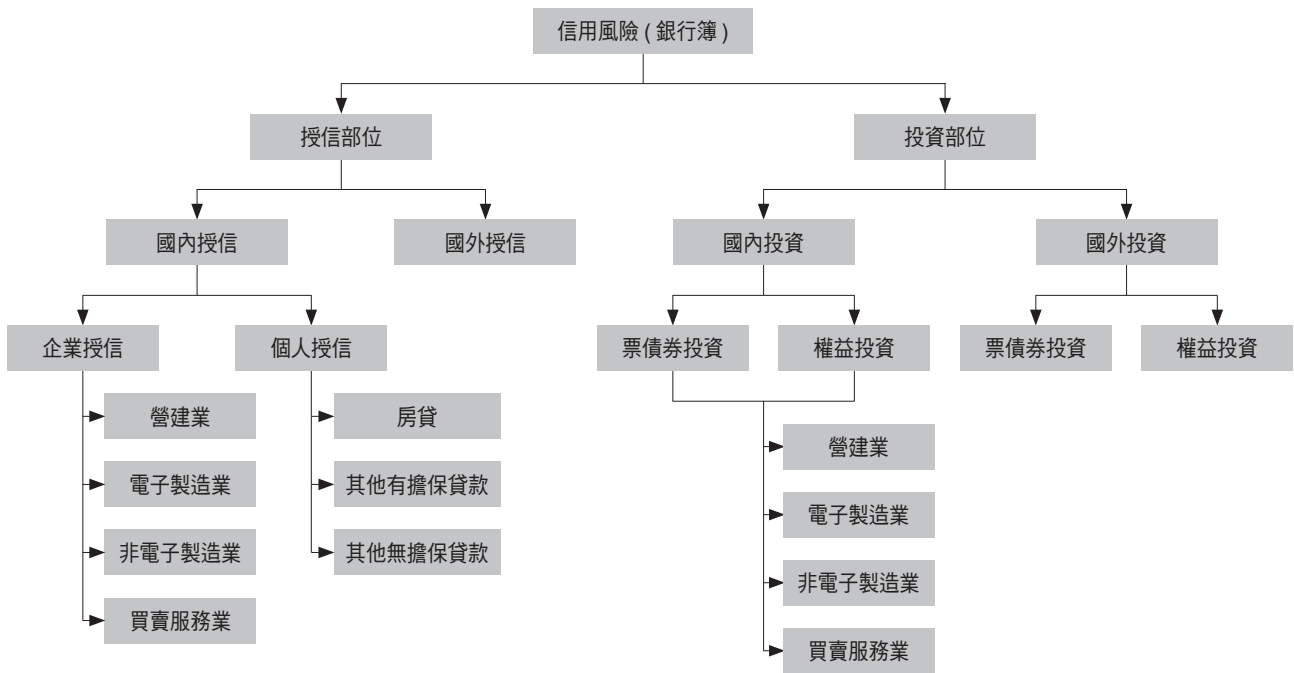 信用風險 ( 銀行簿 )
授信部位
投資部位
國內授信
國外授信
國內投資
國外投資
企業授信
個人授信
票債券投資
權益投資
票債券投資
權益投資
營建業
電子製造業
非電子製造業
買賣服務業
房貸
其他有擔保貸款
其他無擔保貸款
營建業
電子製造業
非電子製造業
買賣服務業